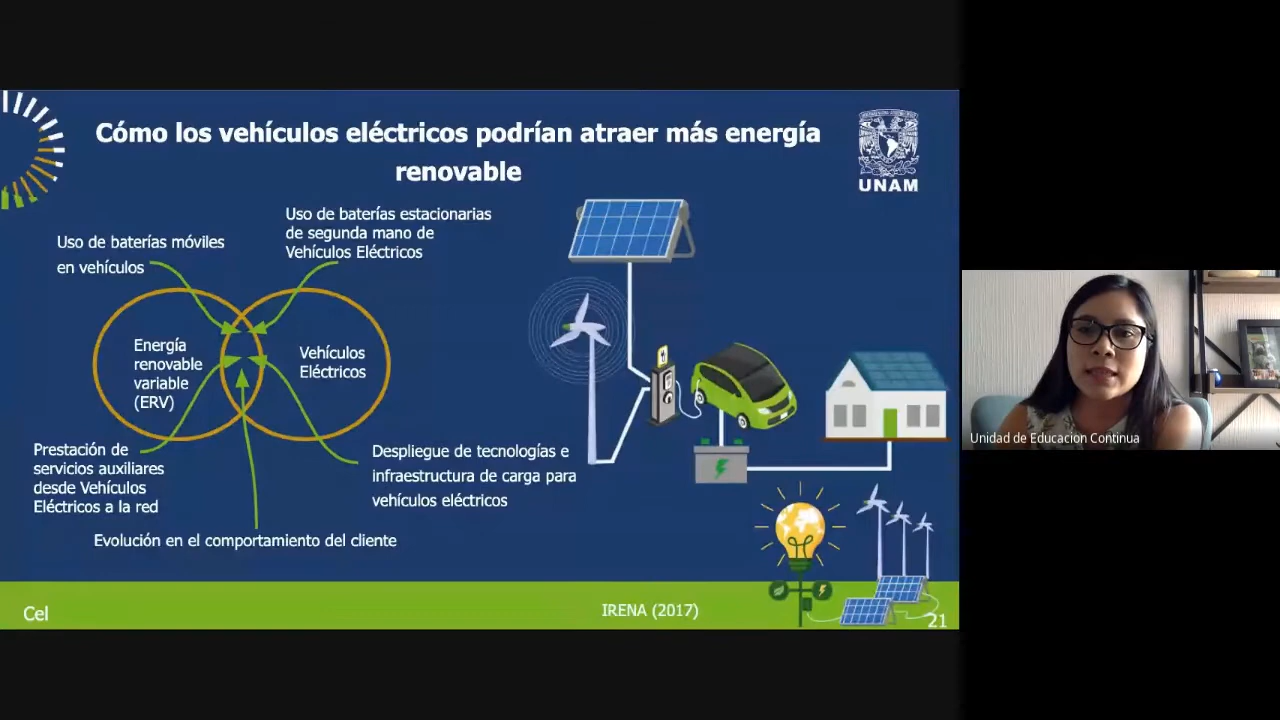 Cómo los vehículos eléctricos podrían atraer más energía
renovable
UNAM
Uso de baterías móviles
en vehículos
Uso de baterías estacionarias
de segunda mano de
Vehículos Eléctricos
Energía
renovable
variable
(ERV)
Vehículos
Eléctricos
Prestación de
servicios auxiliares
desde Vehículos
Eléctricos a la red
Despliegue de tecnologías e
infraestructura de carga para
vehículos eléctricos
Evolución en el comportamiento del cliente
Cel
IRENA (2017)
21
Unidad de Educacion Continua